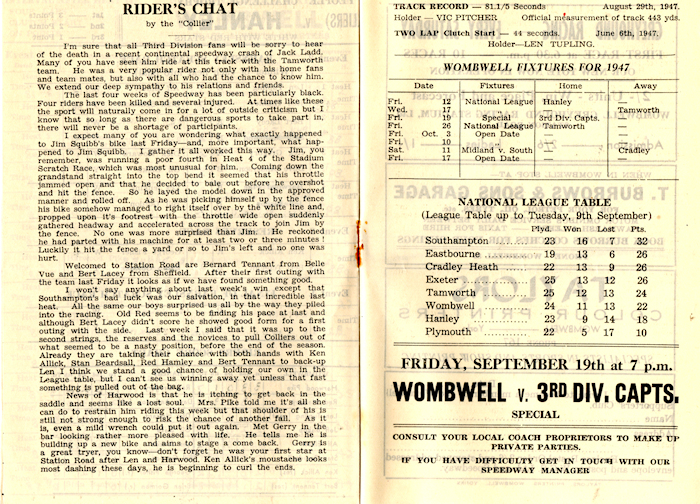 RIDER'S CHAT
by the "Collier"
I'm sure that all Third Division fans will be sorry to hear
of the death in a recent continental speedway crash of Jack Ladd.
Many of you have seen him ride at this track with the Tamworth
team. He was a very popular rider not only with his home fans
and team mates, but also with all who had the chance to know him.
We extend our deep sympathy to his relations and friends.
The last four weeks of Speedway has been particularly black.
Four riders have been killed and several injured. At times like these
the sport will naturally come in for a lot of outside criticism but I
know that so long as there are dangerous sports to take part in,
there will never be a shortage of participants.
I expect many of you are wondering what exactly happened
to Jim Squibb's bike last Friday—and, more important, what hap-
pened to Jim Squibb. I gather it all worked this way. Jim, you
remember, was running a poor fourth in Heat 4 of the Stadium
Scratch Race, which was most unusual for him. Coming down the
grandstand straight into the top bend it seemed that his throttle
jammed open and that he decided to bale out before he overshot
and hit the fence. So he layed the model down in the approved
manner and rolled off. As he was picking himself up by the fence
his bike somehow managed to right itself over by the white line and,
propped upon it's footrest with the throttle wide open suddenly
gathered headway and accelerated across the track to join Jim by
the fence. No one was more surprised than Jim. He reckoned
he had parted with his machine for at least two or three minutes!
Luckily it hit the fence a yard or so to Jim's left and no one was
hurt.
Welcomed to Station Road are Bernard Tennant from Belle
Vue and Bert Lacey from Sheffield. After their first outing with
the team last Friday it looks as if we have found something good.
I won't say anything about last week's win except that
Southampton's bad luck was our salvation, in that incredible last
heat. All the same our boys surprised us all by the way they piled
into the racing. Old Red seems to be finding his pace at last and
although Bert Lacey didn't score he showed good form for a first
outing with the side. Last week I said that it was up to the
second strings, the reserves and the novices to pull Colliers out of
what seemed to be a nasty position, before the end of the season.
Already they are taking their chance with both hands with Ken
Allick, Stan Beardsall, Red Hamley and Bert Tennant to back-up
Len I think we stand a good chance of holding our own in the
League table, but I can't see us winning away yet unless that fast
something is pulled out of the bag.
News of Harwood is that he is itching to get back in the
saddle and seems like a lost soul. Mrs. Pike told me it's all she
can do to restrain him riding this week but that shoulder of his is
still not strong enough to risk the chance of another fall. As it
is, even a mild wrench could put it out again. Met Gerry in the
bar looking rather more pleased with life. He tells me he is
building up a new bike and aims to stage a come back. Gerry is
a great tryer, you know—don't forget he was your first star at
Station Road after Len and Harwood. Ken Allick's moustache looks
most dashing these days, he is beginning to curl the ends.
TRACK RECORD — 81.1/5 Seconds August 29th, 1947.
Holder — VIC PITCHER Official measurement of track 443 yds.
TWO LAP Clutch Start — 44 seconds. June 6th, 1947.
Holder—LEN TUPLING.
WOMBWELL FIXTURES FOR 1947
Date Fixtures Home Away
Fri. 12 National League Hanley —
Wed. 17 — Tamworth
Fri. 19 Special 3rd Div. Capts. —
Fri. 26 National League Tamworth —
Fri. Oct. 3 Open Date — —
Fri. 10 —
Sat. 11 Midland v. South — Cradley
Fri. 17 Open Date —
NATIONAL LEAGUE TABLE
(League Table up to Tuesday, 9th September)
Plyd. Won Lost Pts.
Southampton 23 16 7 32
Eastbourne 19 13 6 26
Cradley Heath 22 13 9 26
Exeter 25 13 12 26
Tamworth 25 12 13 24
Wombwell 24 11 13 22
Hanley 23 9 14 18
Plymouth 22 5 17 10
FRIDAY, SEPTEMBER 19th at 7 p.m.
WOMBWELL V. 3RD DIV. CAPTS.
SPECIAL
CONSULT YOUR LOCAL COACH PROPRIETORS TO MAKE UP
PRIVATE PARTIES.
IF YOU HAVE DIFFICULTY GET IN TOUCH WITH OUR
SPEEDWAY MANAGER